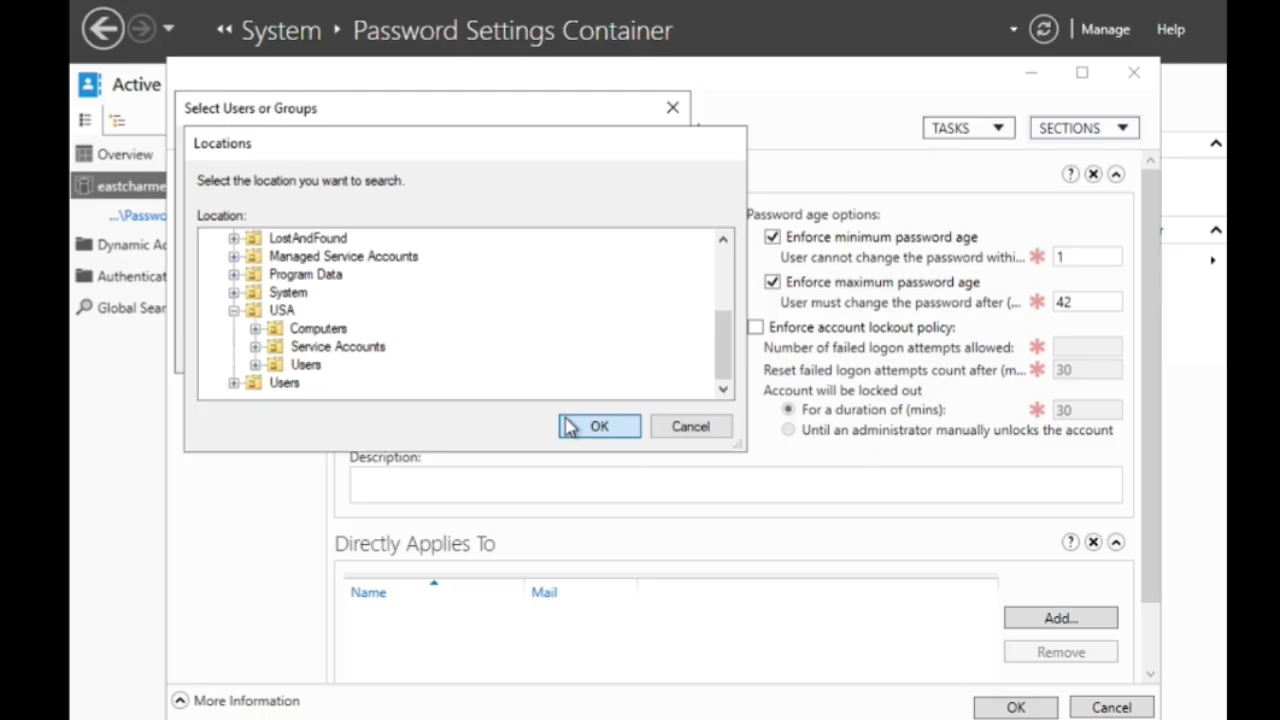 System Password Settings Container
Manage
Help
Active
Select Users or Groups
TASKS
SECTIONS
Locations
Overview
Select the location you want to search.
eastcharme
Location:
Password age options:
...\Passwo
LostAndFound
Enforce minimum password age
Dynamic Ac
Managed Service Accounts
User cannot change the password withi... * 1
Program Data
Authenticat
System
Enforce maximum password age
Global Sear
USA
User must change the password after (... * 42
Computers
Enforce account lockout policy:
Service Accounts
Number of failed logon attempts allowed: *
Users
Reset failed logon attempts count after (m... * 30
Users
Account will be locked out
For a duration of (mins): * 30
OK
Cancel
Until an administrator manually unlocks the account
Description:
Directly Applies To
Name
Mail
Add...
Remove
More Information
OK
Cancel